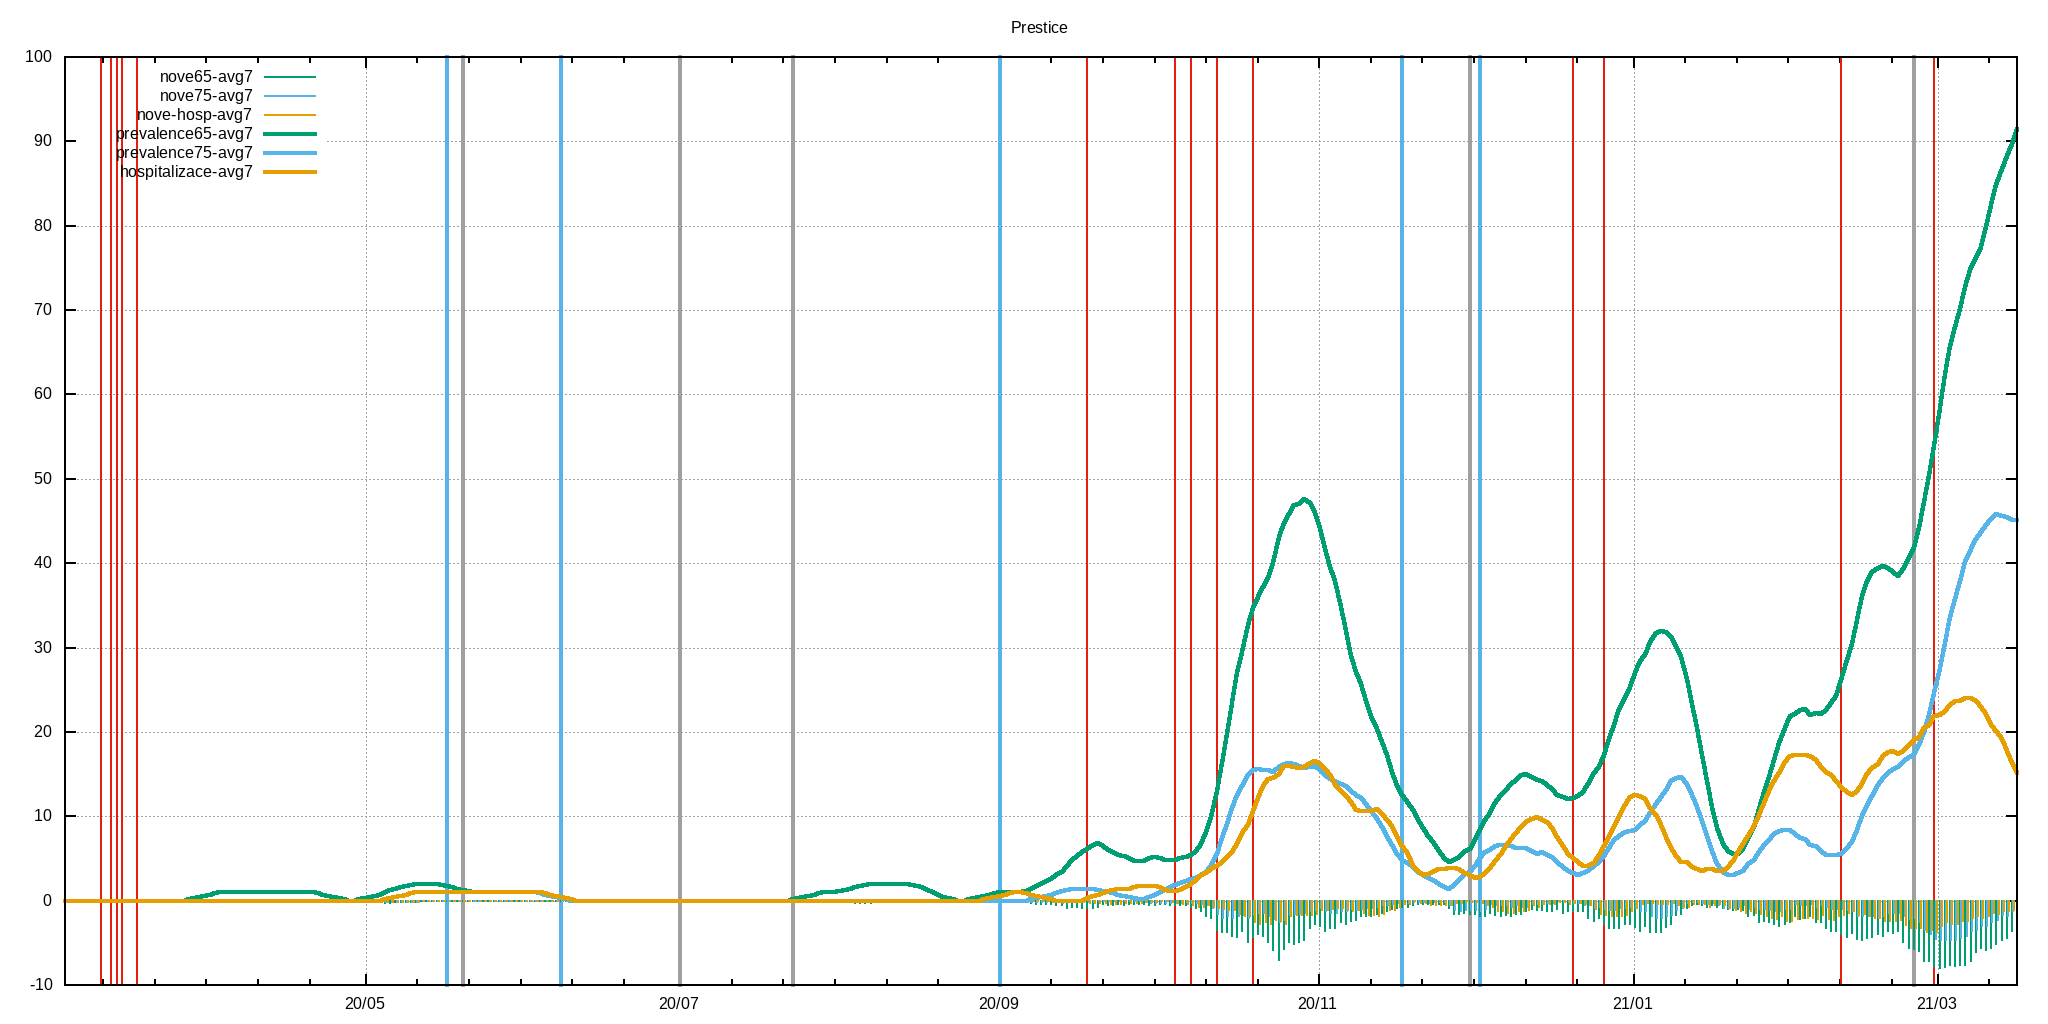 Prestice
100
90
80
70
60
50
40
30
20
10
0
-10
nove65-avg7
nove75-avg7
nove-hosp-avg7
prevalence65-avg7
prevalence75-avg7
hospitalizace-avg7
20/05 20/07 20/09 20/11 21/01 21/03